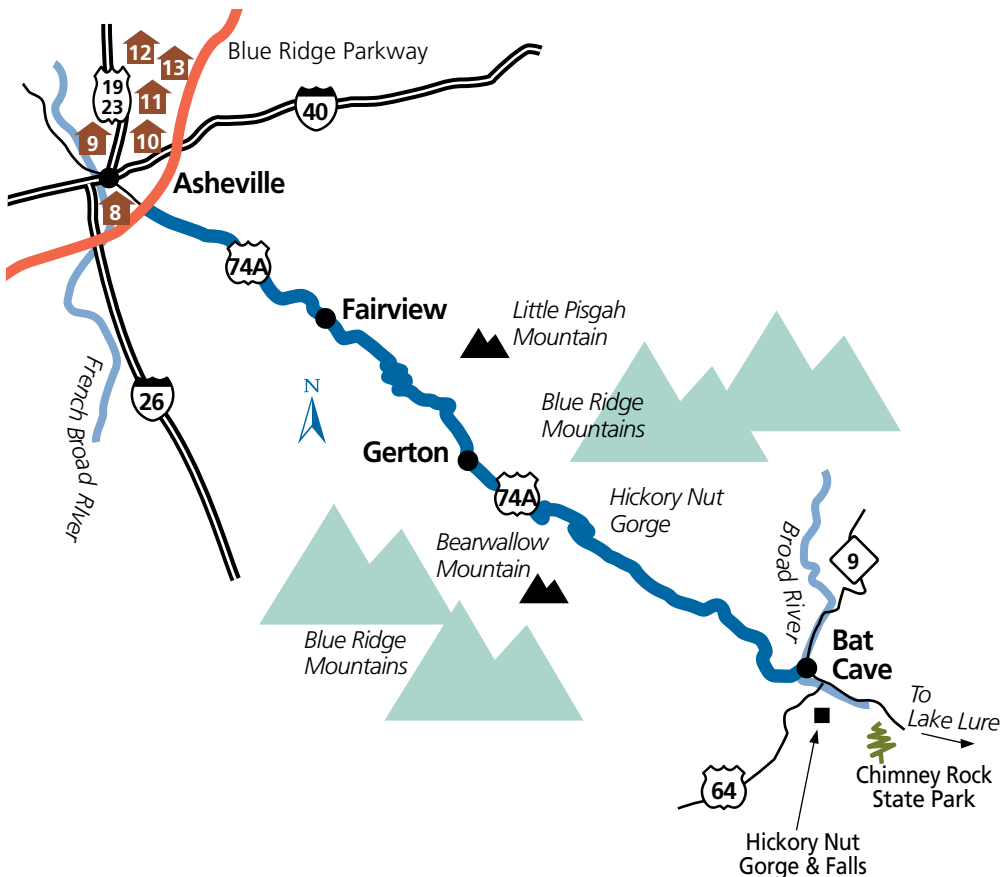 12
13
Blue Ridge Parkway
19
23
11
40
9
10
Asheville
8
74A
Fairview
Little Pisgah
Mountain
26
N
Blue Ridge
Mountains
French Broad River
Gerton
74A
Hickory Nut
Gorge
Bearwallow
Mountain
Broad River
9
Blue Ridge
Mountains
Bat
Cave
To
Lake Lure
64
Chimney Rock
State Park
Hickory Nut
Gorge & Falls